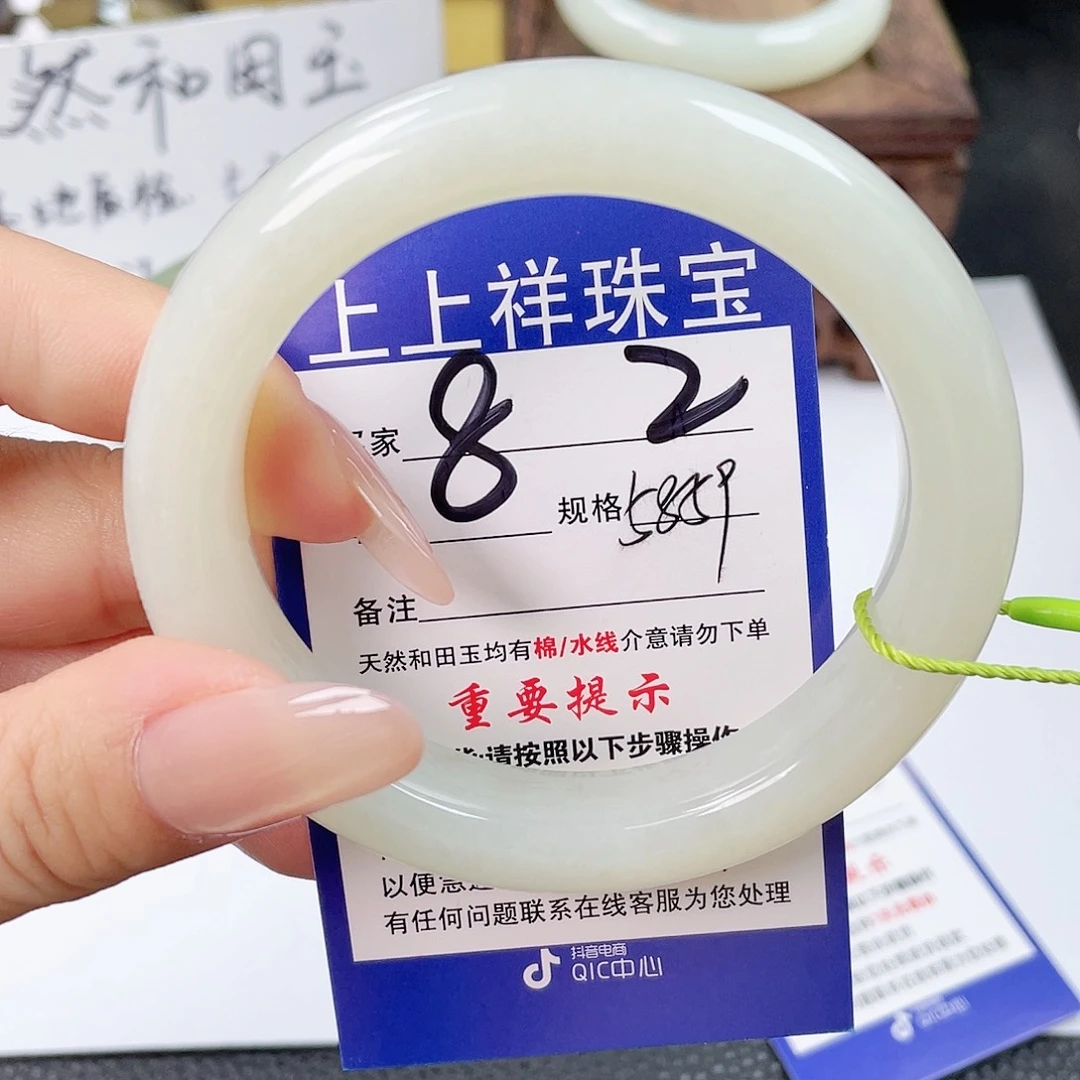 然和田玉
上上祥珠宝
家 8 2
规格 5859
备注
天然和田玉均有棉/水线介意请勿下单
重要提示
请按照以下步骤操作
以便急
有任何问题联系在线客服为您处理
抖音电商
QIC中心